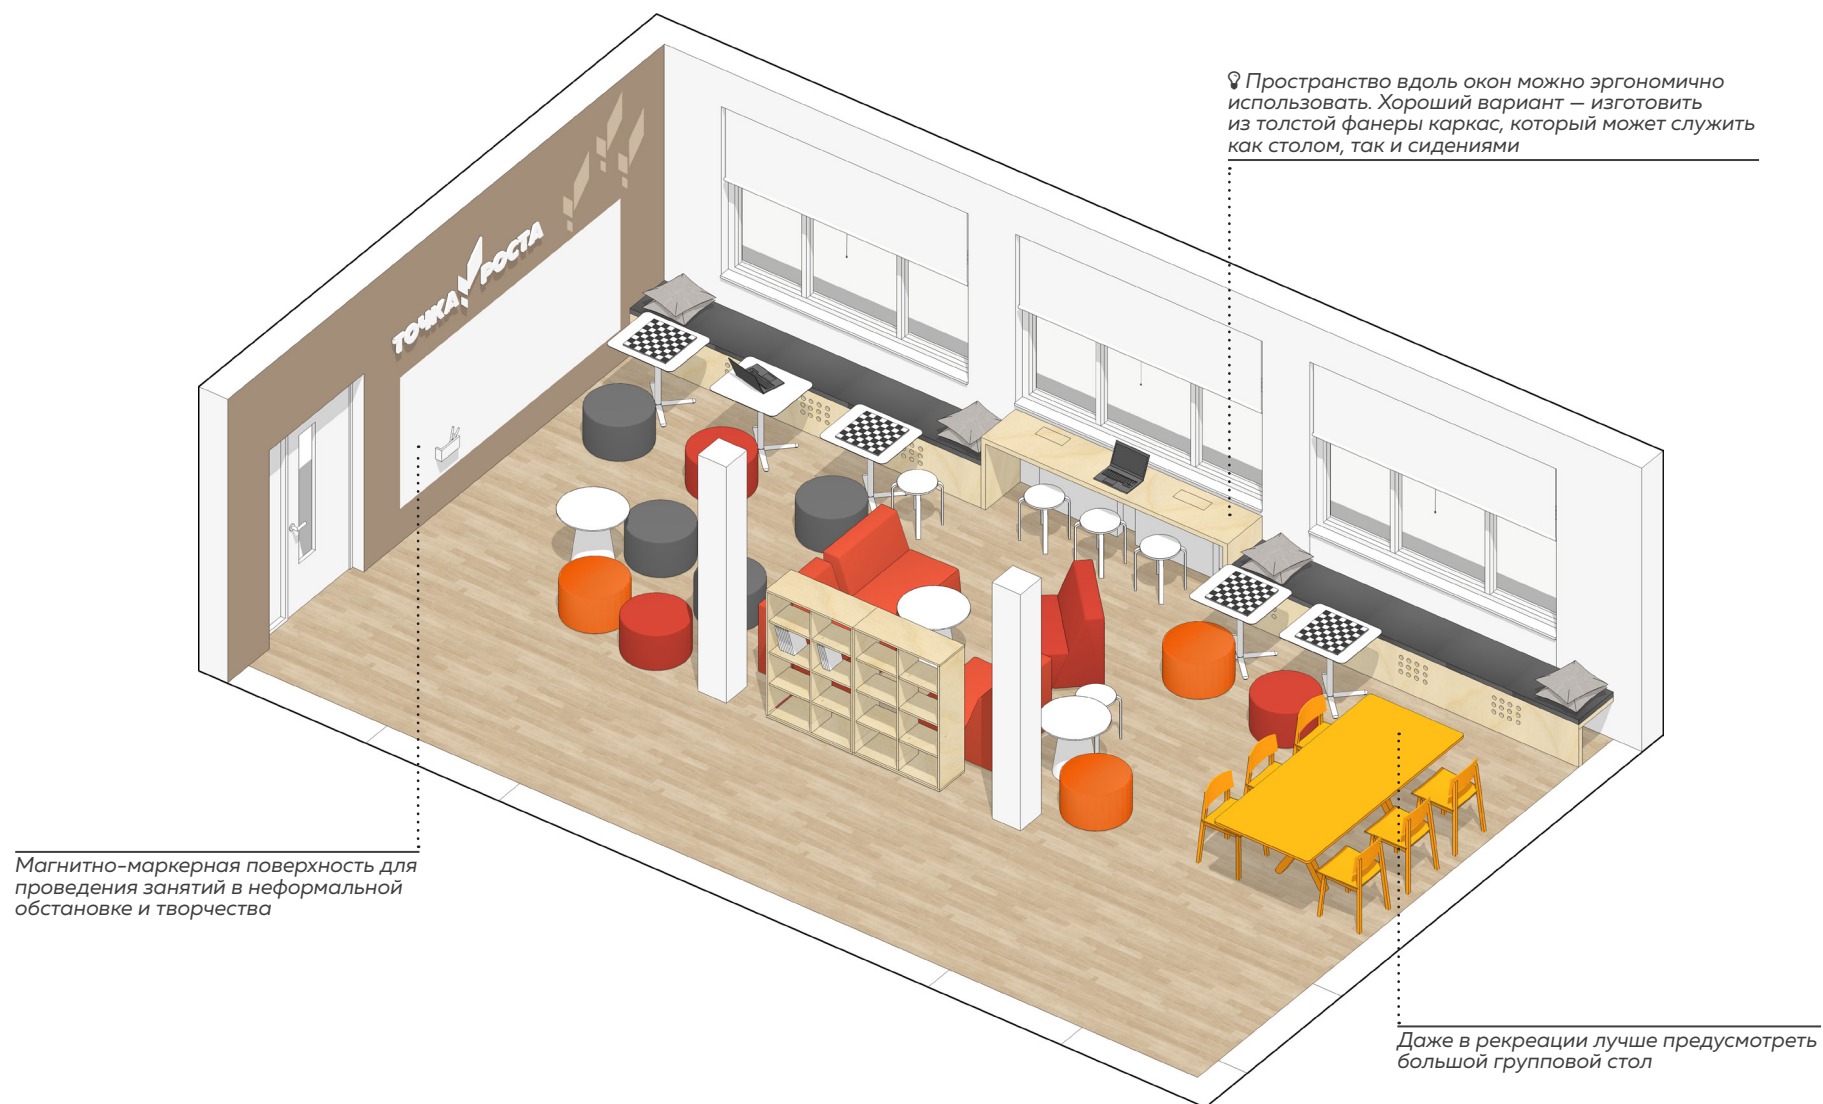 Пространство вдоль окон можно эргономично
использовать. Хороший вариант — изготовить
из толстой фанеры каркас, который может служить
как столом, так и сидениями
ТОЧКА РОСТА
Магнитно-маркерная поверхность для
проведения занятий в неформальной
обстановке и творчества
Даже в рекреации лучше предусмотреть
большой групповой стол